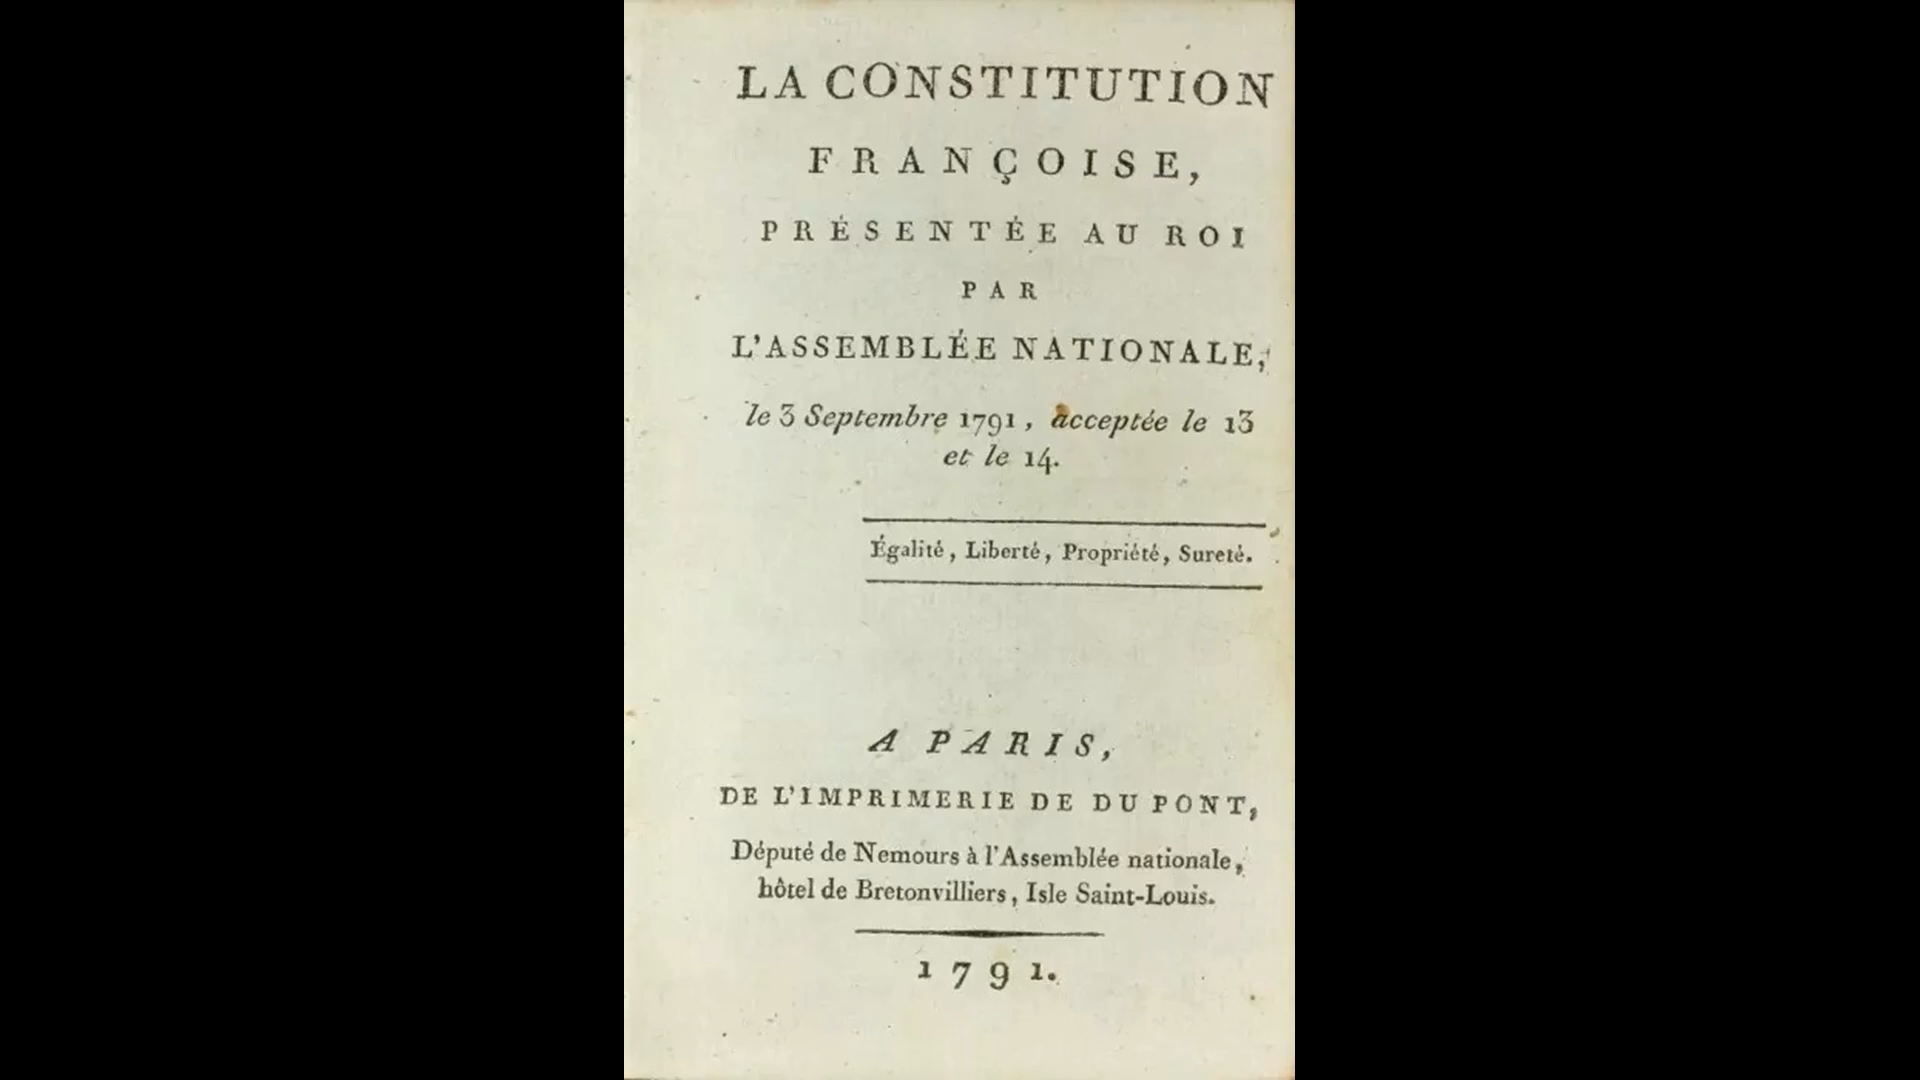 LA CONSTITUTION
FRANÇOISE,
PRÉSENTÉE AU ROI
PAR
L'ASSEMBLÉE NATIONALE,
le 3 Septembre 1791, acceptée le 13
et le 14.
Égalité, Liberté, Propriété, Sureté.
A PARIS,
DE L'IMPRIMERIE DE DU PONT,
Député de Nemours à l'Assemblée nationale,
hôtel de Bretonvilliers, Isle Saint-Louis.
1791.